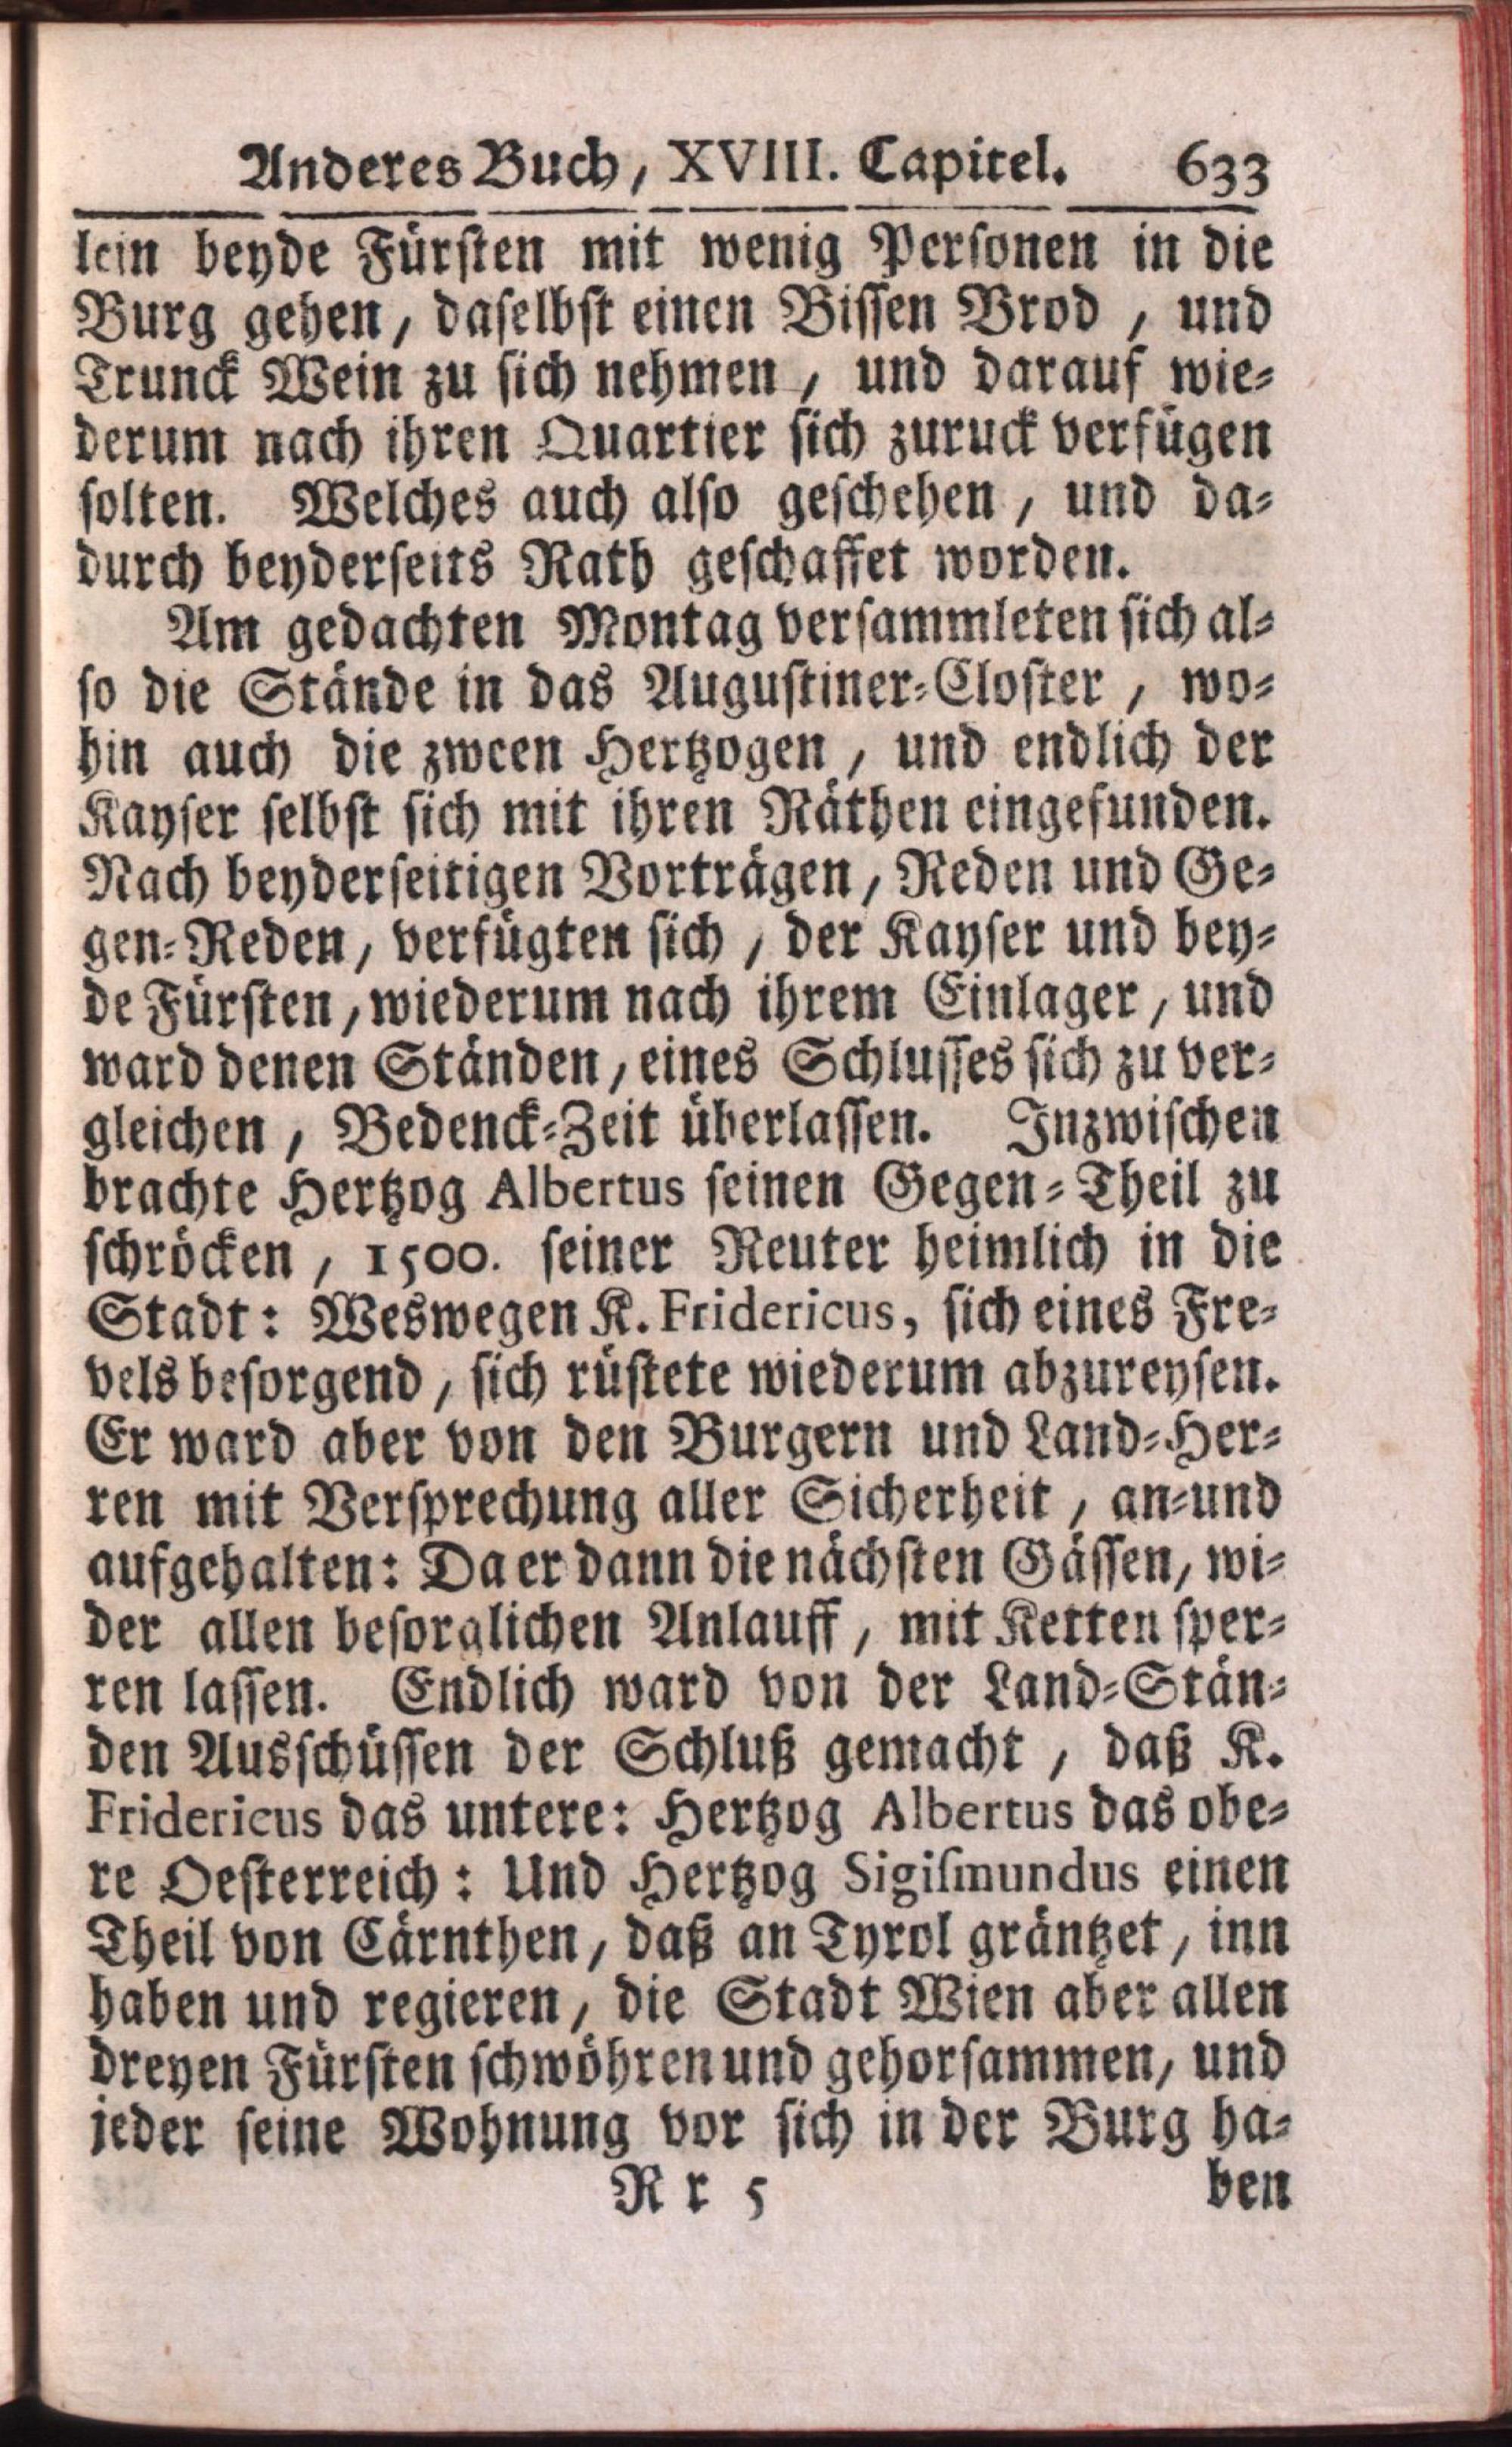 Anderes Buch, XVIII. Capitel. 633
lein beyde Fürsten mit wenig Personen in die
Burg gehen, daselbst einen Bissen Brod, und
Trunck Wein zu sich nehmen, und darauf wie-
derum nach ihren Quartier sich zuruck verfügen
solten. Welches auch also geschehen, und da-
durch beyderseits Rath geschaffet worden.
Am gedachten Montag versammleten sich al-
so die Stände in das Augustiner-Closter, wo-
hin auch die zween Hertzogen, und endlich der
Kayser selbst sich mit ihren Räthen eingefunden.
Nach beyderseitigen Vorträgen, Reden und Ge-
gen-Reden, verfügten sich, der Kayser und bey-
de Fürsten, wiederum nach ihrem Einlager, und
ward denen Ständen, eines Schlusses sich zu ver-
gleichen, Bedenck-Zeit überlassen. Inzwischen
brachte Hertzog Albertus seinen Gegen-Theil zu
schröcken, 1500. seiner Reuter heimlich in die
Stadt: Weswegen K. Fridericus, sich eines Fre-
vels besorgend, sich rüstete wiederum abzureysen.
Er ward aber von den Burgern und Land-Her-
ren mit Versprechung aller Sicherheit, an-und
aufgehalten: Da er dann die nächsten Gässen, wi-
der allen besorglichen Anlauff, mit Ketten sper-
ren lassen. Endlich ward von der Land-Stän-
den Ausschüssen der Schluß gemacht, daß K.
Fridericus das untere: Hertzog Albertus das obe-
re Oesterreich: Und Hertzog Sigismundus einen
Theil von Cärnthen, daß an Tyrol gräntzet, inn
haben und regieren, die Stadt Wien aber allen
dreyen Fürsten schwöhren und gehorsammen, und
jeder seine Wohnung vor sich in der Burg ha-
Rr 5 ben